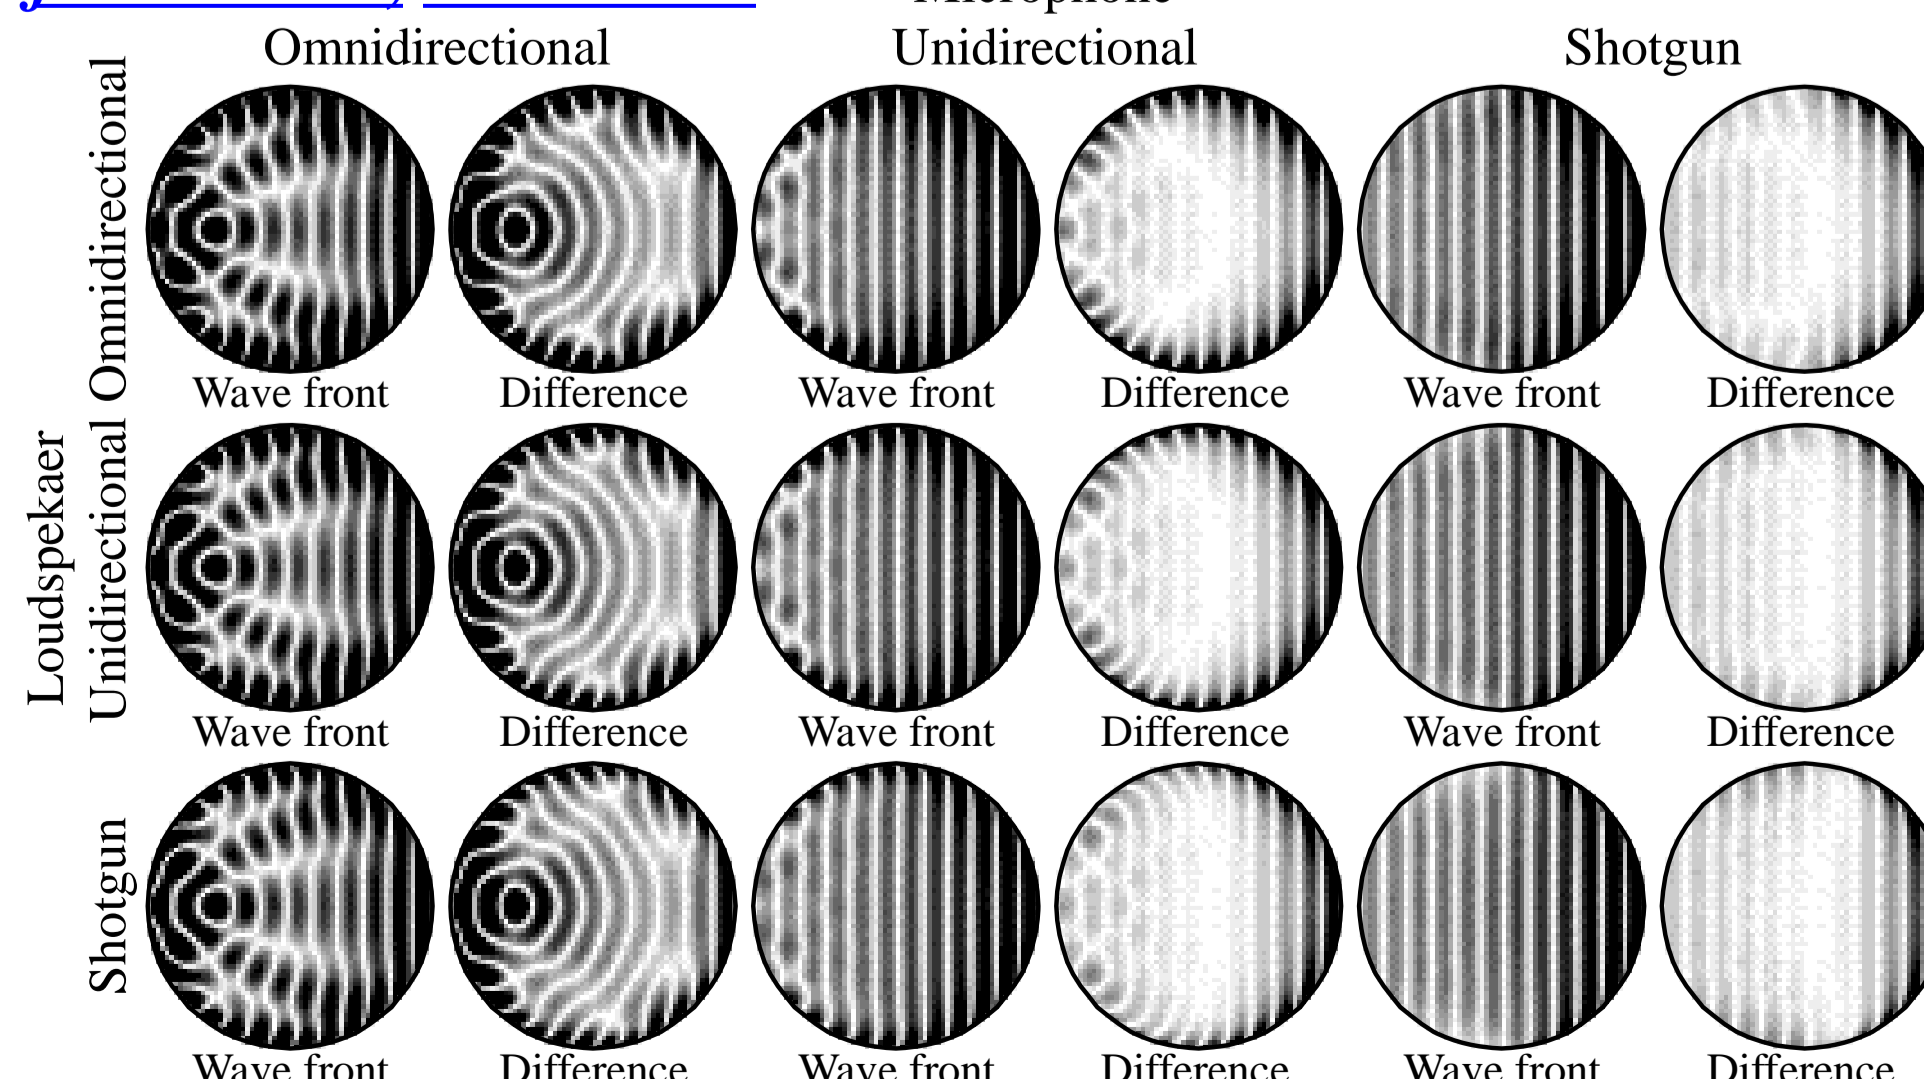 Microphone
Omnidirectional Unidirectional Shotgun
Loudspekaer
Omnidirectional
Wave front Difference Wave front Difference Wave front Difference
Unidirectional
Wave front Difference Wave front Difference Wave front Difference
Shotgun
Wave front Difference Wave front Difference Wave front Difference